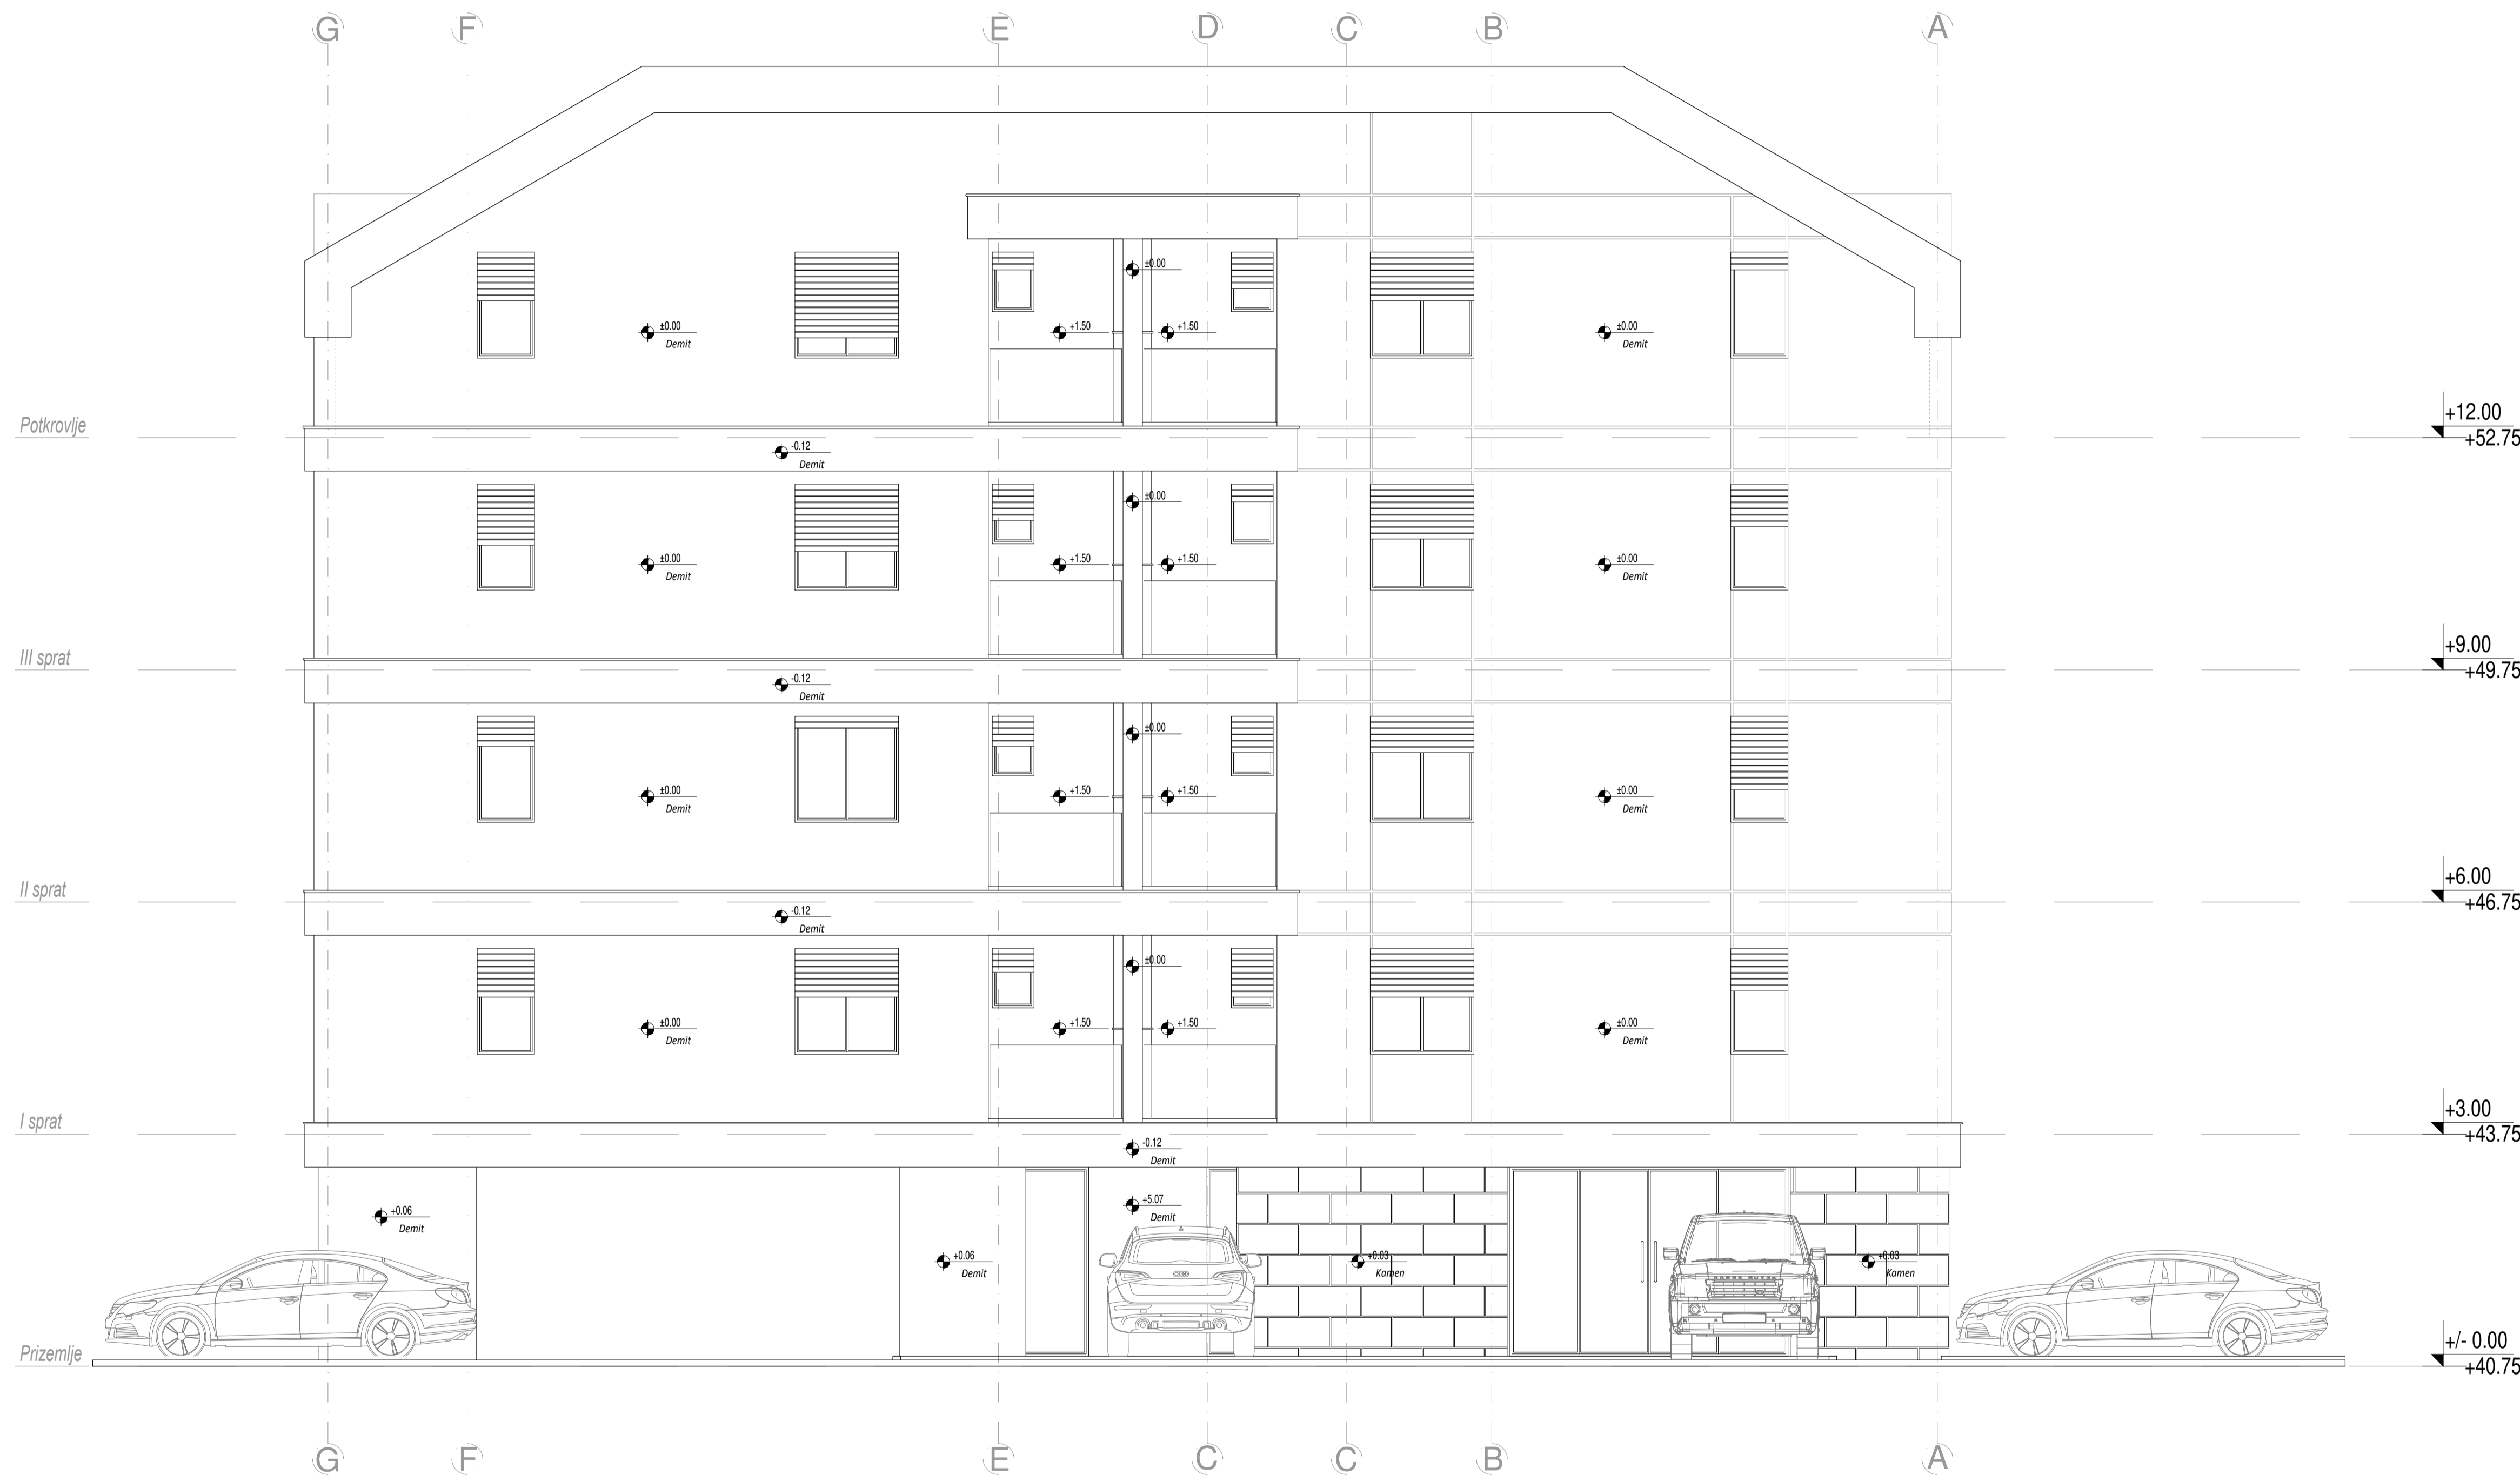 G F E D C B A
±0.00
±0.00
Demit
+1.50
+1.50
±0.00
Demit
Potkrovlje
+12.00
+52.75
-0.12
Demit
±0.00
±0.00
Demit
+1.50
+1.50
±0.00
Demit
III sprat
+9.00
+49.75
-0.12
Demit
±0.00
±0.00
Demit
+1.50
+1.50
±0.00
Demit
II sprat
+6.00
+46.75
-0.12
Demit
±0.00
±0.00
Demit
+1.50
+1.50
±0.00
Demit
I sprat
+3.00
+43.75
-0.12
Demit
+5.07
Demit
+0.06
Demit
+0.06
Demit
+0.03
Kamen
+0.03
Kamen
Prizemlje
+/- 0.00
+40.75
G F E C C B A